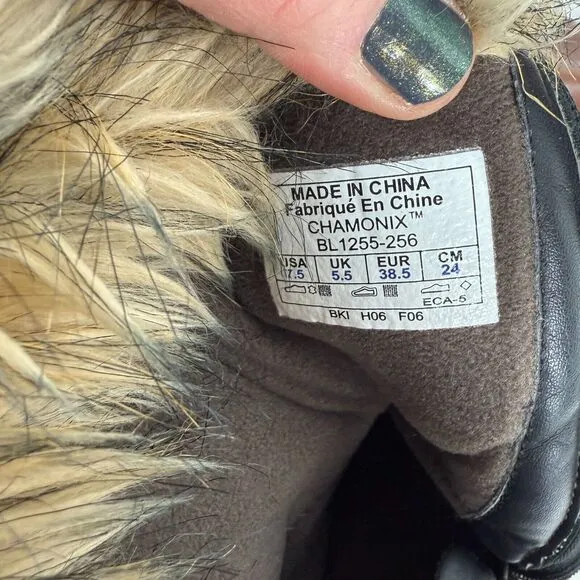 MADE IN CHINA
Fabriqué En Chine
CHAMONIX™
BL1255-256
USA UK EUR CM
7.5 5.5 38.5 24
ECA-5
BKI H06 F06